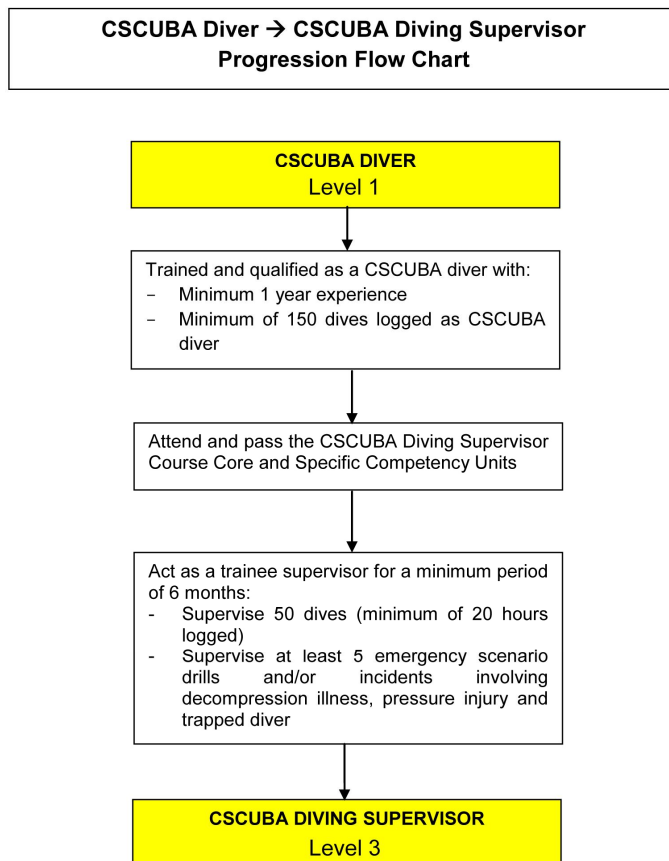 CSCUBA Diver → CSCUBA Diving Supervisor
Progression Flow Chart
CSCUBA DIVER
Level 1
Trained and qualified as a CSCUBA diver with:
− Minimum 1 year experience
− Minimum of 150 dives logged as CSCUBA
diver
Attend and pass the CSCUBA Diving Supervisor
Course Core and Specific Competency Units
Act as a trainee supervisor for a minimum period
of 6 months:
- Supervise 50 dives (minimum of 20 hours
logged)
- Supervise at least 5 emergency scenario
drills and/or incidents involving
decompression illness, pressure injury and
trapped diver
CSCUBA DIVING SUPERVISOR
Level 3